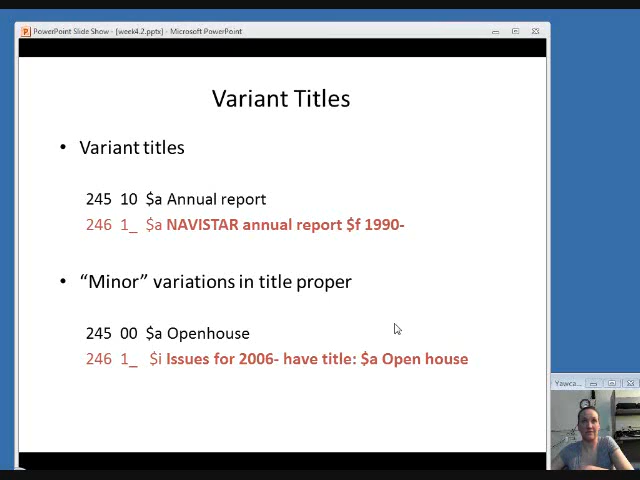 PowerPoint Slide Show - [week4.2.pptx] - Microsoft PowerPoint
Variant Titles
• Variant titles
245 10 $a Annual report
246 1_ $a NAVISTAR annual report $f 1990-
• “Minor” variations in title proper
245 00 $a Openhouse
246 1_ $i Issues for 2006- have title: $a Open house
Yawca...